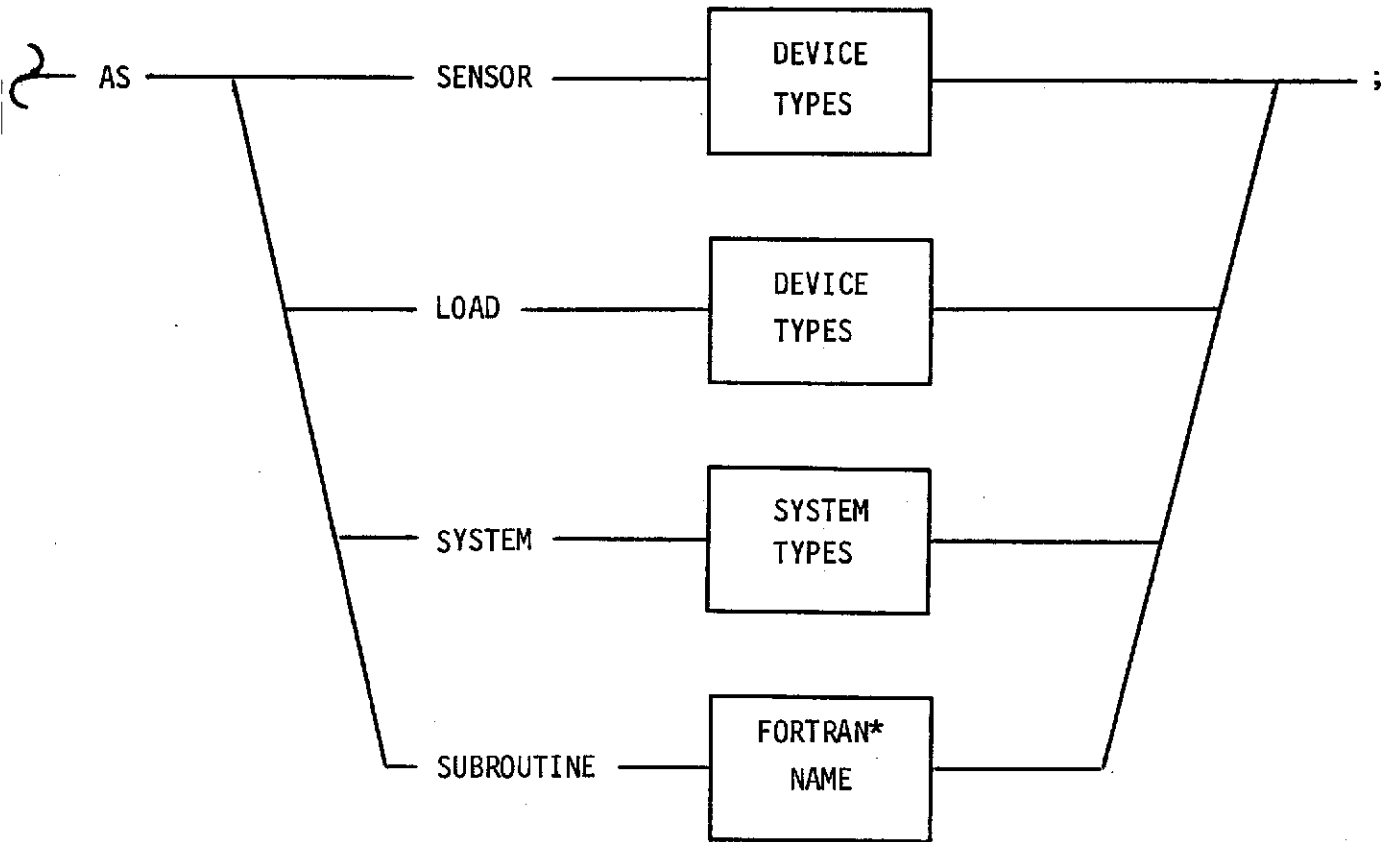 AS SENSOR DEVICE TYPES ;
LOAD DEVICE TYPES
SYSTEM SYSTEM TYPES
SUBROUTINE FORTRAN* NAME